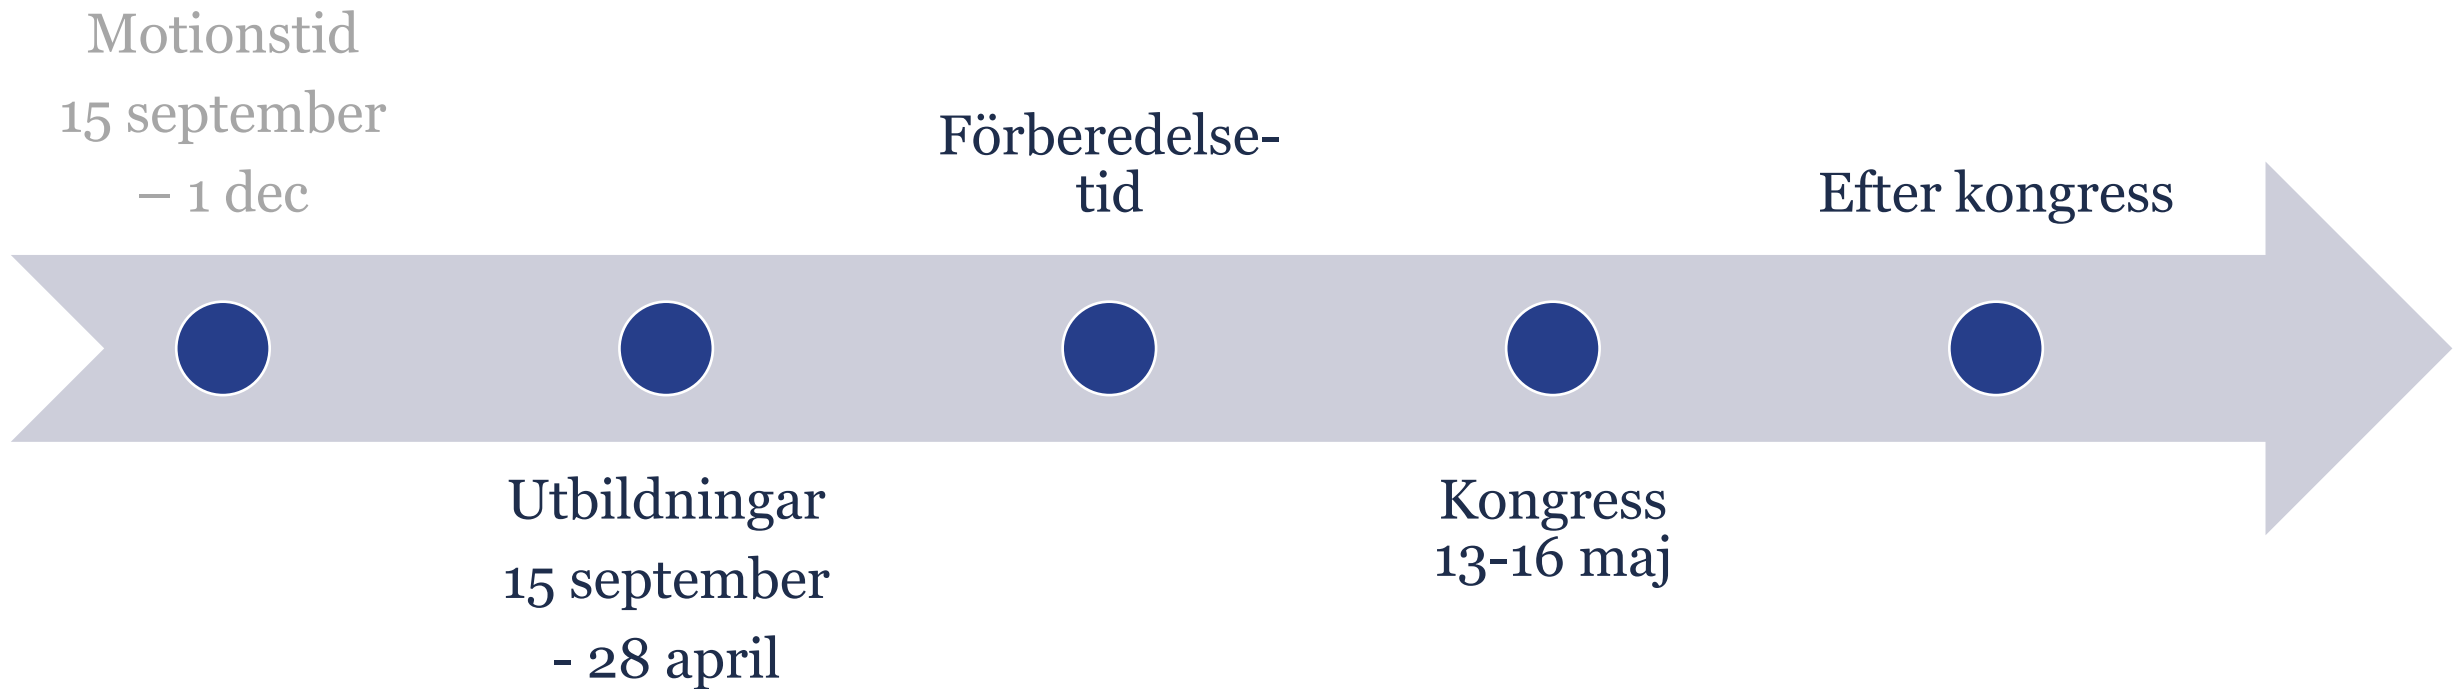 Motionstid
15 september
– 1 dec
Utbildningar
15 september
- 28 april
Förberedelse-
tid
Kongress
13-16 maj
Efter kongress